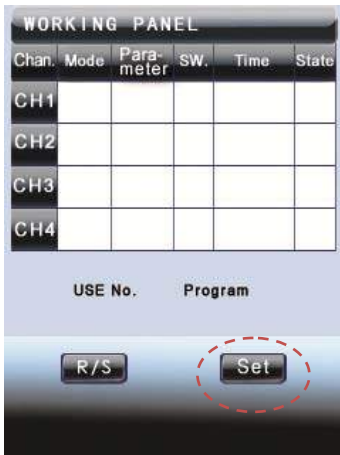 WORKING PANEL
Chan. Mode Para-meter SW. Time State
CH1
CH2
CH3
CH4
USE No. Program
R/S Set